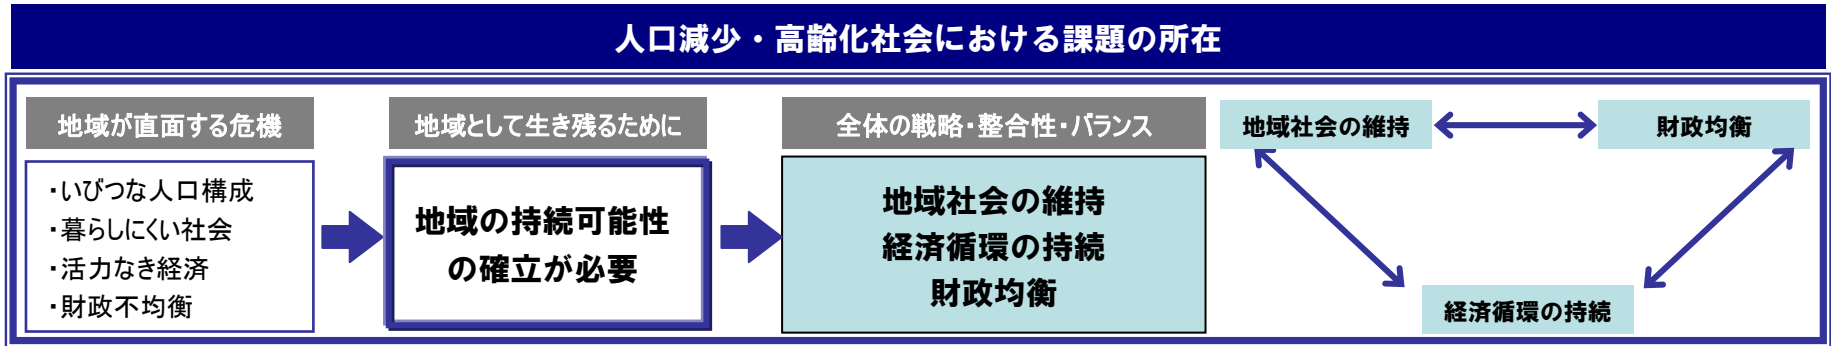 人口減少・高齢化社会における課題の所在
地域が直面する危機
・いびつな人口構成
・暮らしにくい社会
・活力なき経済
・財政不均衡
地域として生き残るために
地域の持続可能性
の確立が必要
全体の戦略・整合性・バランス
地域社会の維持
経済循環の持続
財政均衡
地域社会の維持
財政均衡
経済循環の持続